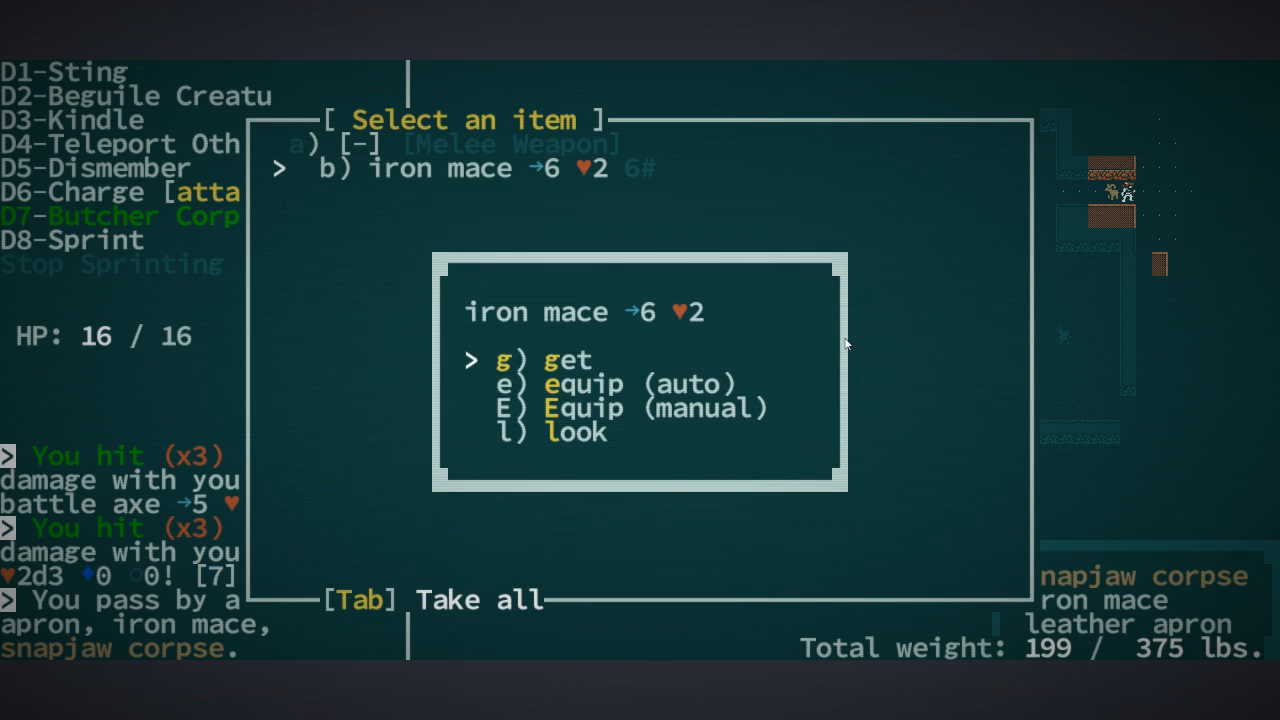 D1-Sting
D2-Beguile Creatu
D3-Kindle
D4-Teleport Oth
D5-Dismember
D6-Charge [atta
D7-Butcher Corp
D8-Sprint
Stop Sprinting
HP: 16 / 16
> You hit (x3)
damage with you
battle axe →5 ♥
> You hit (x3)
damage with you
♥2d3 ♦0 ○0! [7]
> You pass by a
apron, iron mace,
snapjaw corpse.
[ Select an item ]
a) [-] [Melee Weapon]
> b) iron mace →6 ♥2 6#
iron mace →6 ♥2
> g) get
e) equip (auto)
E) Equip (manual)
l) look
[Tab] Take all
napjaw corpse
ron mace
leather apron
Total weight: 199 / 375 lbs.